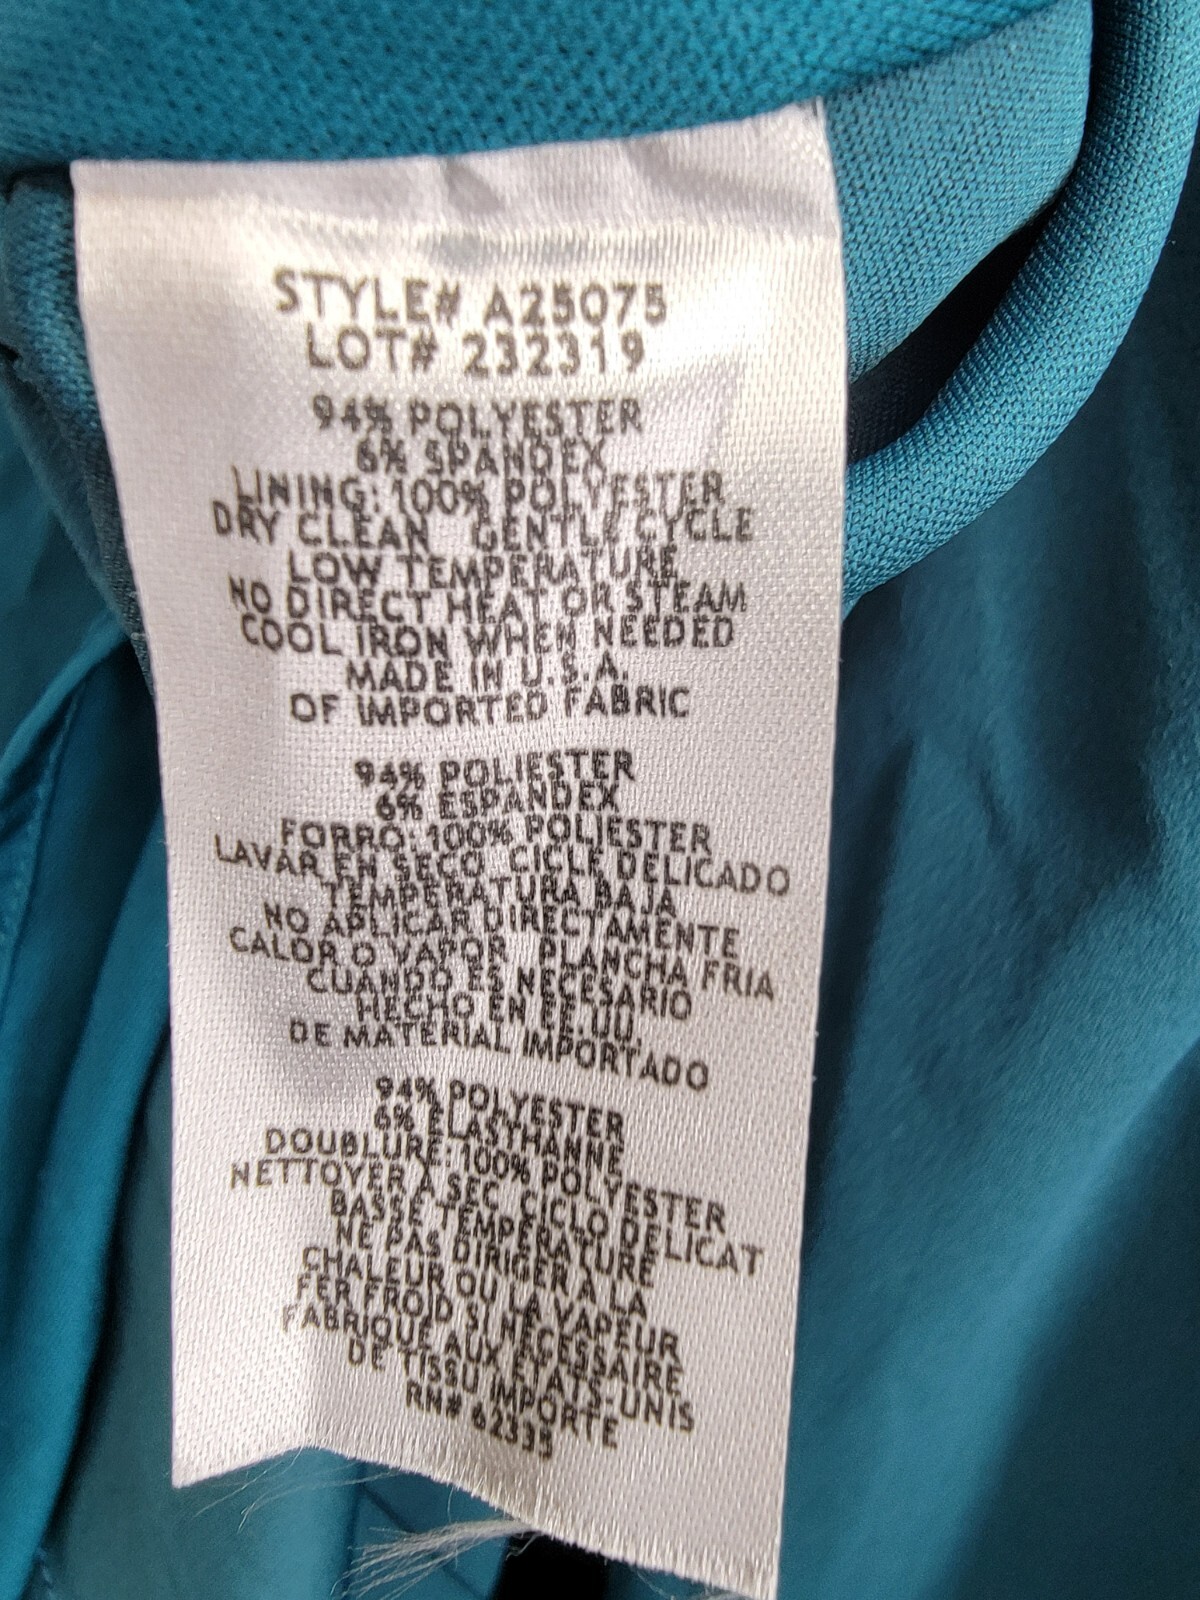 STYLE# A25075
LOT# 232319
94% POLYESTER
6% SPANDEX
LINING: 100% POLYESTER
DRY CLEAN GENTLE CYCLE
LOW TEMPERATURE
NO DIRECT HEAT OR STEAM
COOL IRON WHEN NEEDED
MADE IN U.S.A.
OF IMPORTED FABRIC
94% POLIESTER
6% ESPANDEX
FORRO: 100% POLIESTER
LAVAR EN SECO CICLE DELICADO
TEMPERATURA BAJA
NO APLICAR DIRECTAMENTE
CALOR O VAPOR PLANCHA FRIA
CUANDO ES NECESARIO
HECHO EN EE.UU.
DE MATERIAL IMPORTADO
94% POLYESTER
6% ELASTHANNE
DOUBLURE: 100% POLYESTER
NETTOYER A SEC CICLO DELICAT
BASSE TEMPERATURE
NE PAS DIRIGER A LA
CHALEUR OU LA VAPEUR
FER FROID SI NECESSAIRE
FABRIQUE AUX ETATS-UNIS
DE TISSU IMPORTE
RN# 62335